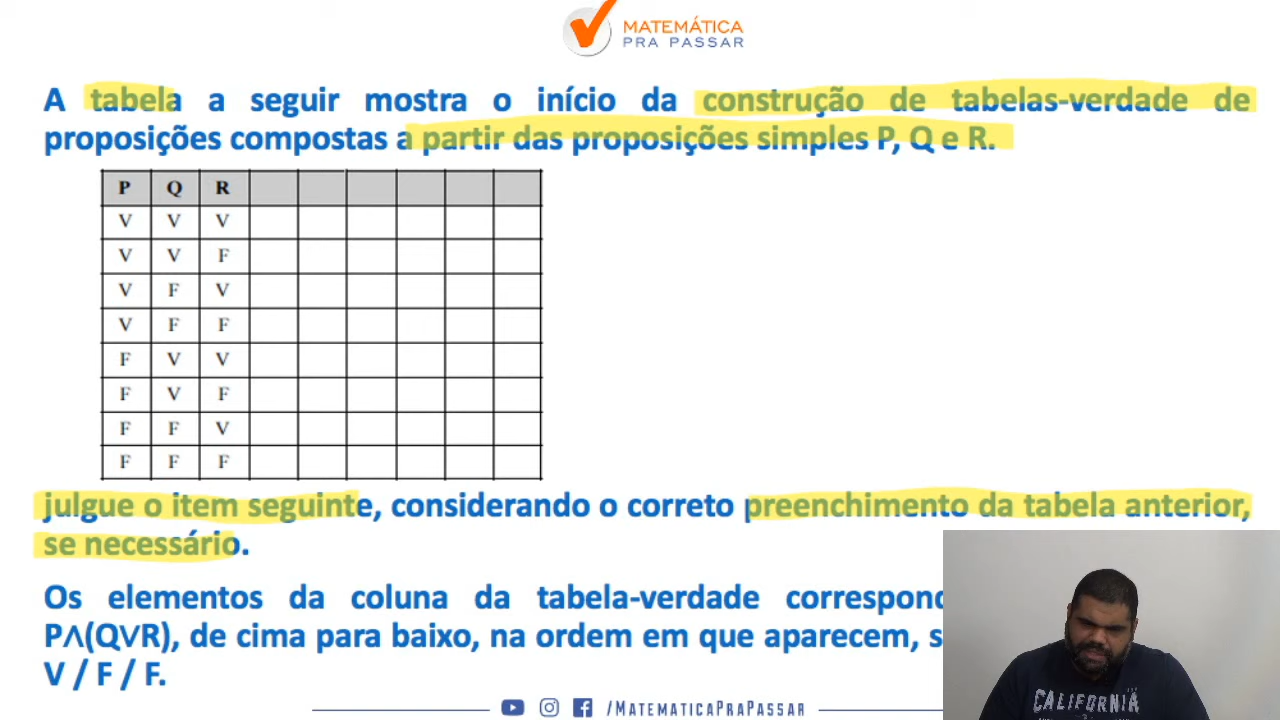 MATEMÁTICA
PRA PASSAR
A tabela a seguir mostra o início da construção de tabelas-verdade de
proposições compostas a partir das proposições simples P, Q e R.
P Q R
V V V
V V F
V F V
V F F
F V V
F V F
F F V
F F F
julgue o item seguinte, considerando o correto preenchimento da tabela anterior,
se necessário.
Os elementos da coluna da tabela-verdade correspond
P∧(Q∨R), de cima para baixo, na ordem em que aparecem, s
V / F / F.
/MATEMATICAPRAPASSAR
CALIFORNIA